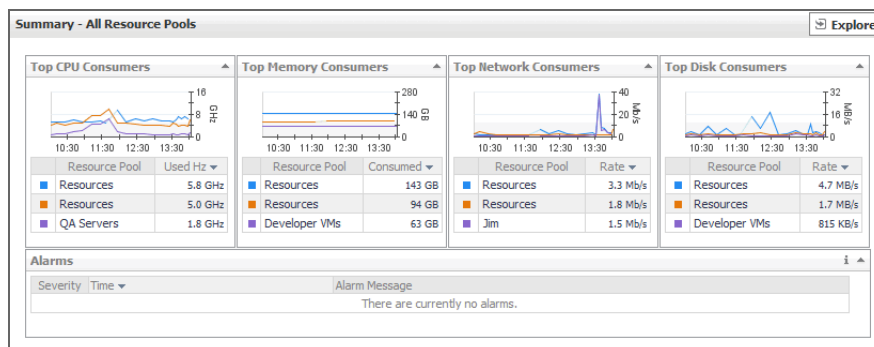 Summary - All Resource Pools
Explore
Top CPU Consumers
16
8
0
GHz
10:30 11:30 12:30 13:30
Resource Pool Used Hz
Resources 5.8 GHz
Resources 5.0 GHz
QA Servers 1.8 GHz
Top Memory Consumers
280
140
0
GB
10:30 11:30 12:30 13:30
Resource Pool Consumed
Resources 143 GB
Resources 94 GB
Developer VMs 63 GB
Top Network Consumers
40
20
0
Mb/s
10:30 11:30 12:30 13:30
Resource Pool Rate
Resources 3.3 Mb/s
Resources 1.8 Mb/s
Jim 1.5 Mb/s
Top Disk Consumers
32
16
0
MB/s
10:30 11:30 12:30 13:30
Resource Pool Rate
Resources 4.7 MB/s
Resources 1.7 MB/s
Developer VMs 815 KB/s
Alarms
Severity Time Alarm Message
There are currently no alarms.